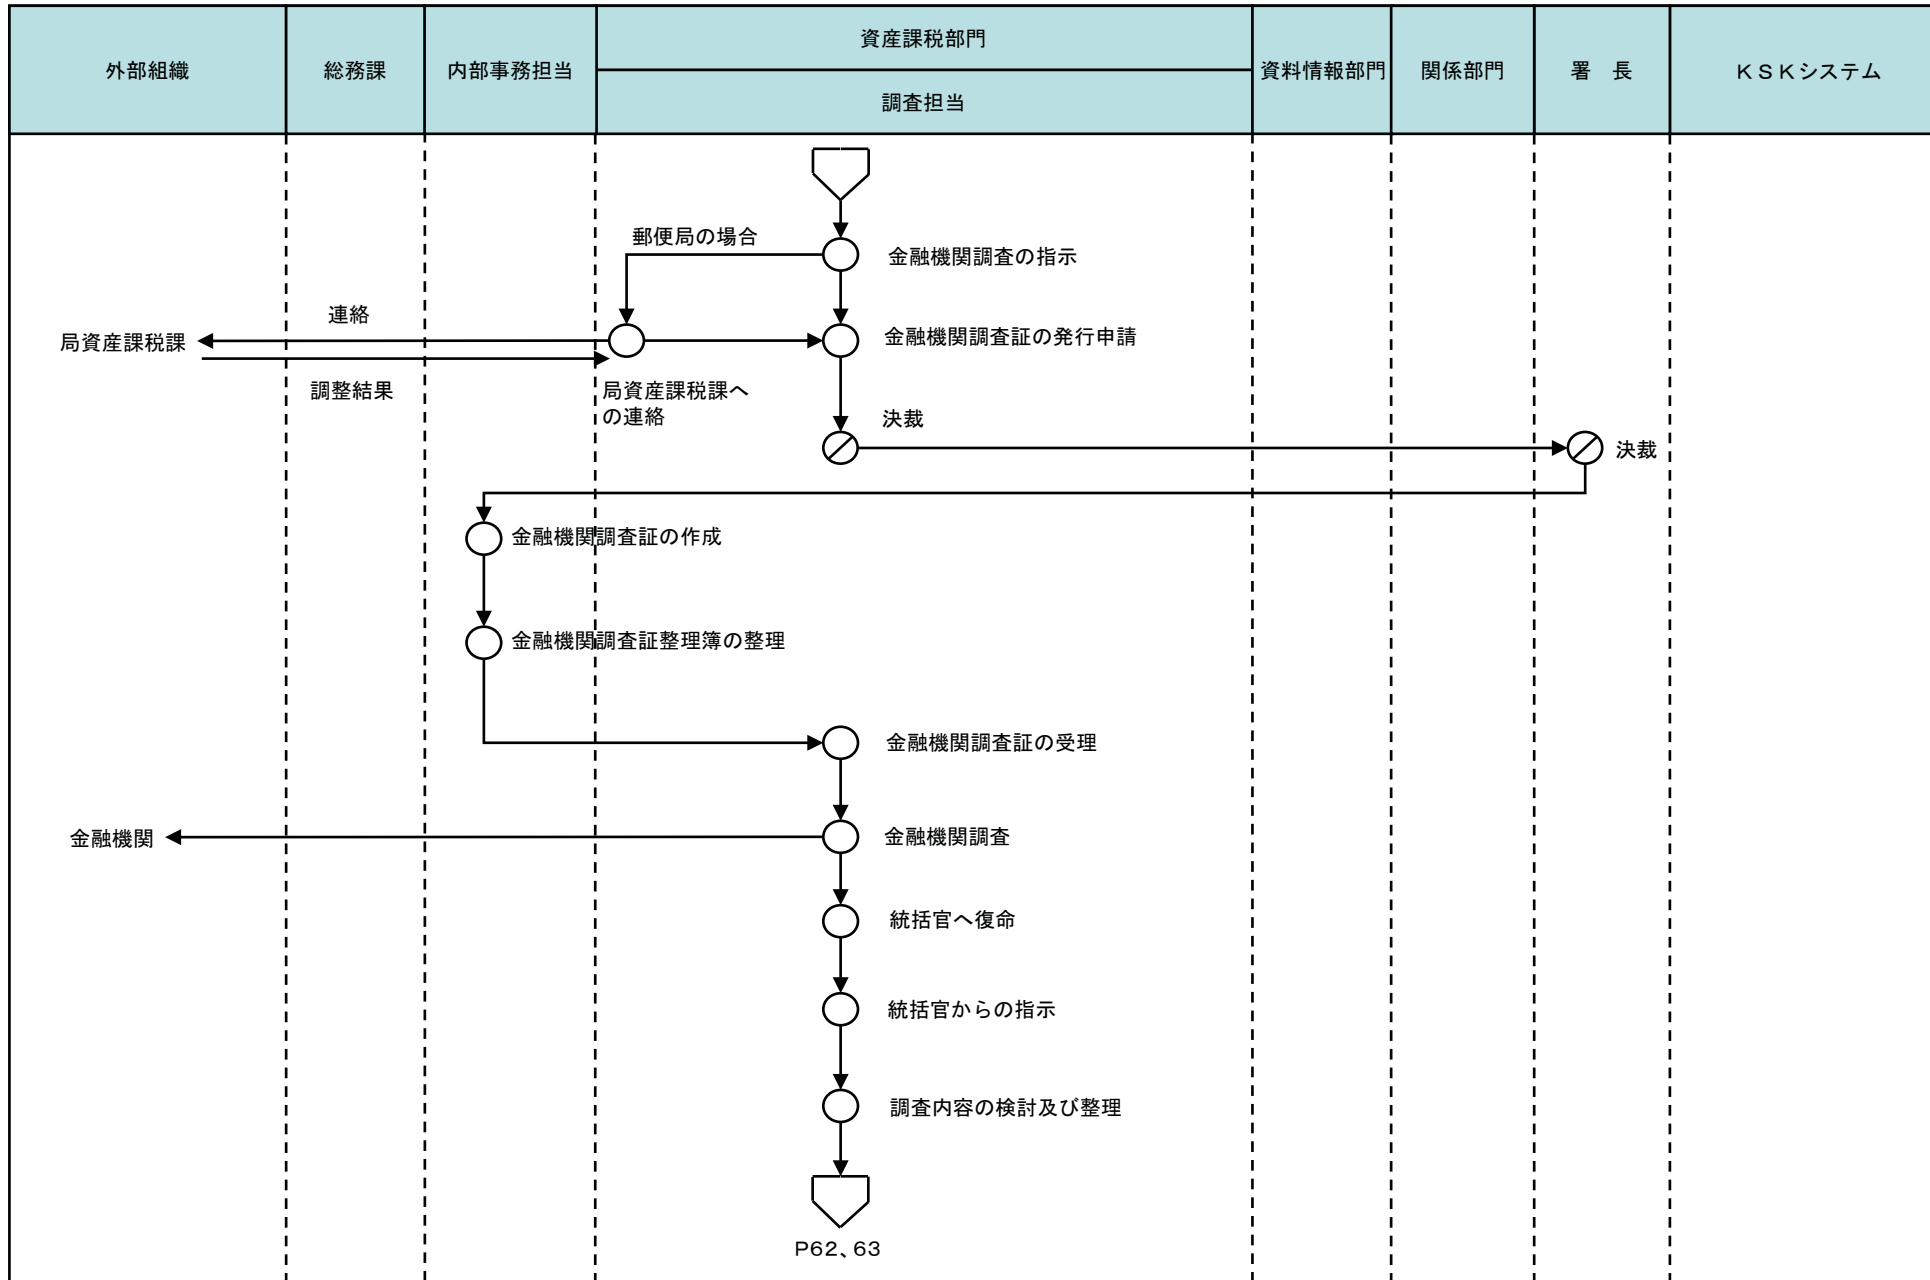 外部組織
総務課
内部事務担当
資産課税部門
調査担当
資料情報部門
関係部門
署　長
ＫＳＫシステム
郵便局の場合
金融機関調査の指示
連絡
局資産課税課
金融機関調査証の発行申請
調整結果
局資産課税課へ
の連絡
決裁
決裁
金融機関調査証の作成
金融機関調査証整理簿の整理
金融機関調査証の受理
金融機関
金融機関調査
統括官へ復命
統括官からの指示
調査内容の検討及び整理
P62、63